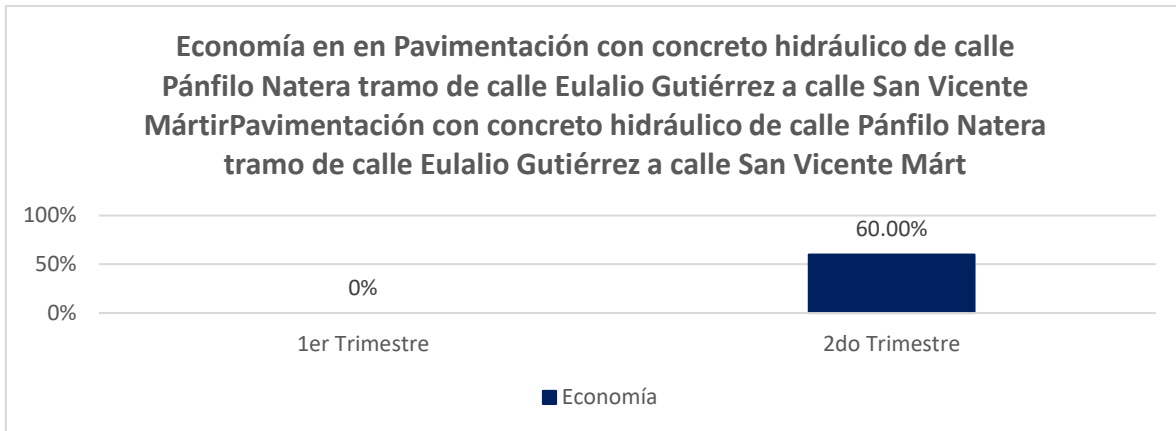 Economía en en Pavimentación con concreto hidráulico de calle
Pánfilo Natera tramo de calle Eulalio Gutiérrez a calle San Vicente
MártirPavimentación con concreto hidráulico de calle Pánfilo Natera
tramo de calle Eulalio Gutiérrez a calle San Vicente Márt
100%
60.00%
50%
0%
0%
1er Trimestre
2do Trimestre
Economía